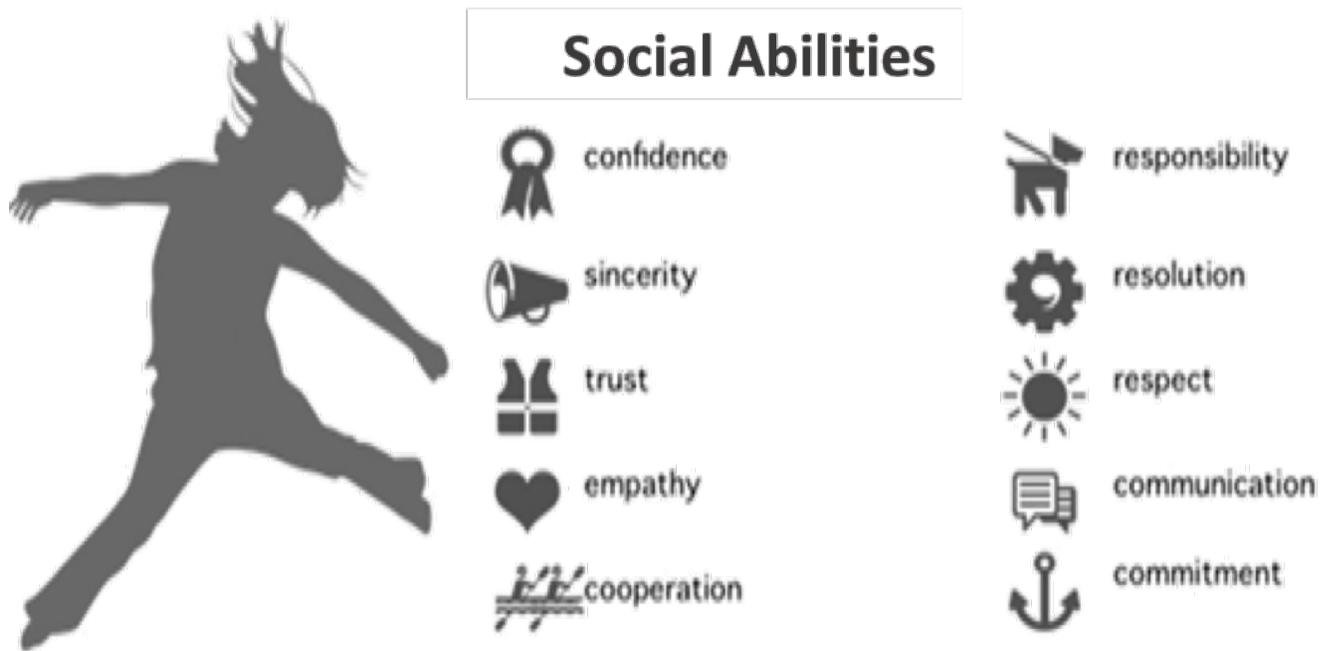 Social Abilities
confidence
sincerity
trust
empathy
cooperation
responsibility
resolution
respect
communication
commitment